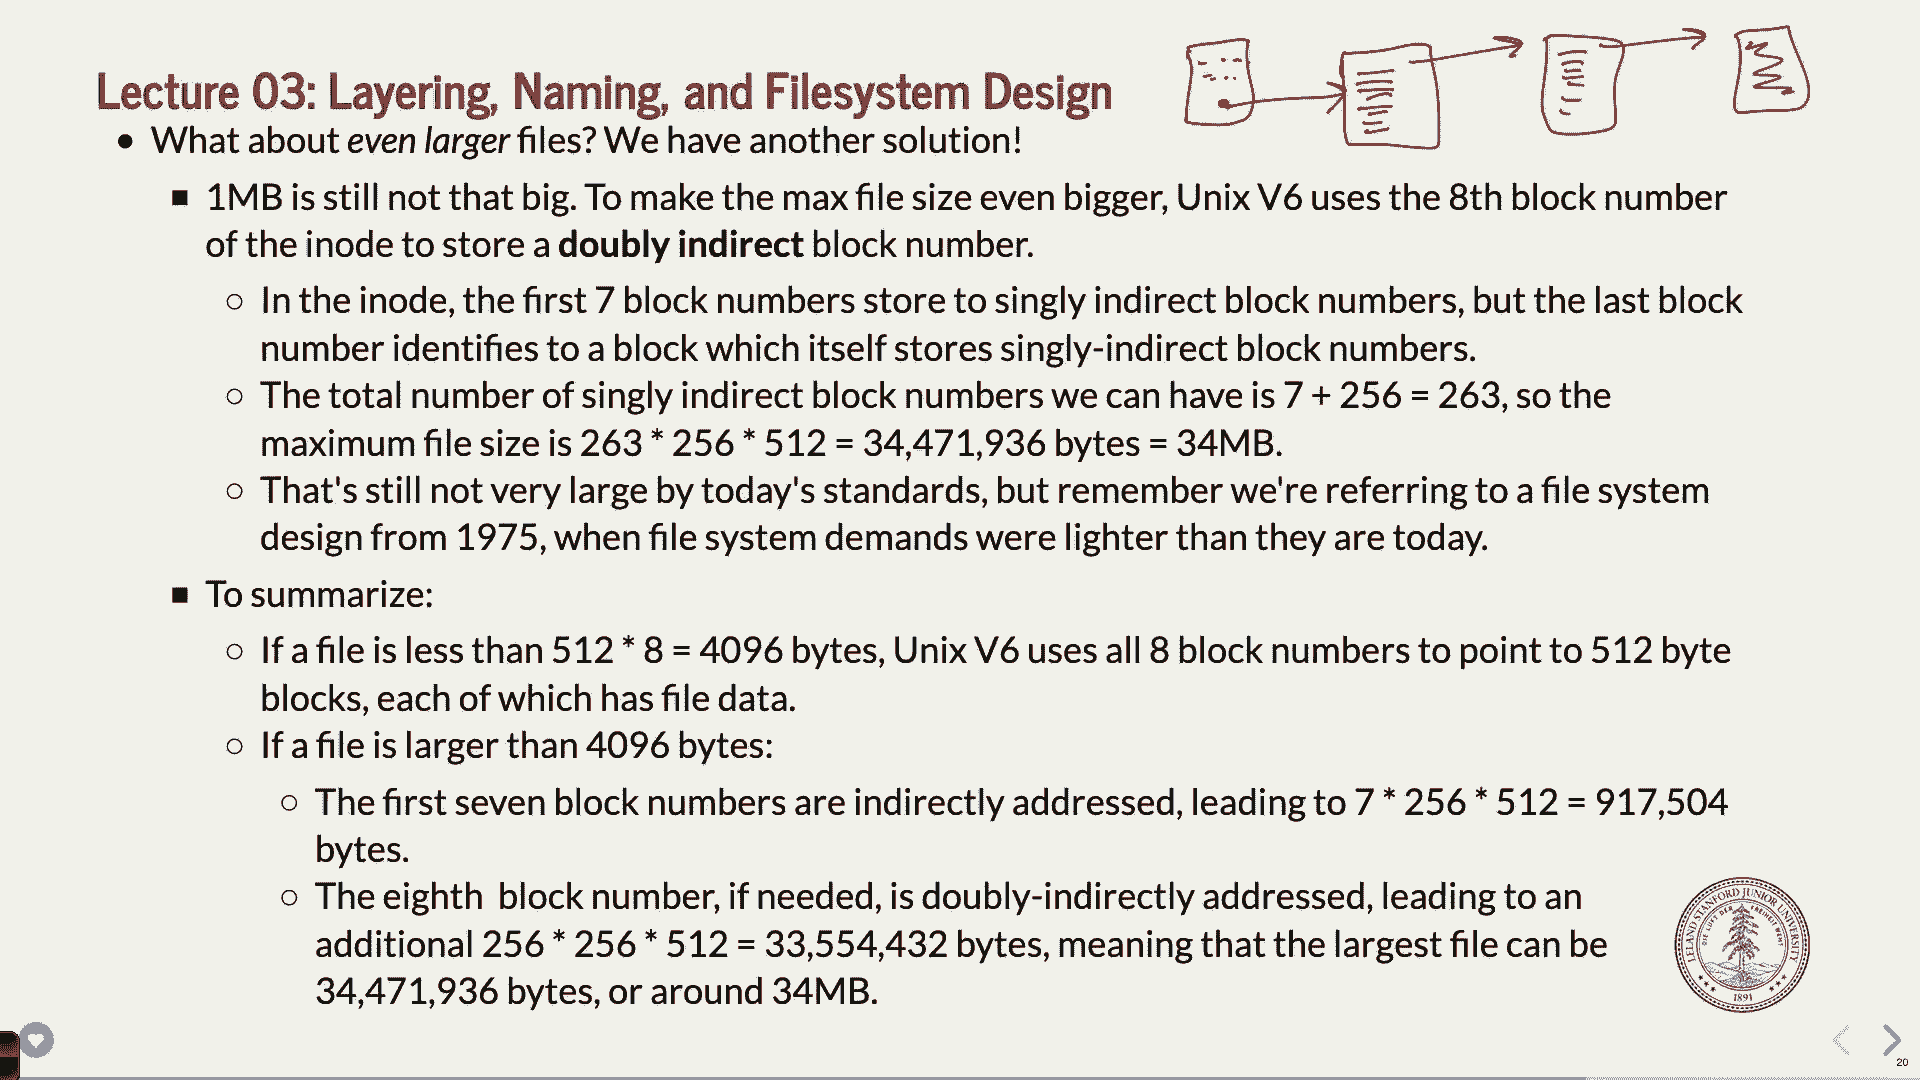 Lecture 03: Layering, Naming, and Filesystem Design
• What about even larger files? We have another solution!
▪ 1MB is still not that big. To make the max file size even bigger, Unix V6 uses the 8th block number
of the inode to store a doubly indirect block number.
○ In the inode, the first 7 block numbers store to singly indirect block numbers, but the last block
number identifies to a block which itself stores singly-indirect block numbers.
○ The total number of singly indirect block numbers we can have is 7 + 256 = 263, so the
maximum file size is 263 * 256 * 512 = 34,471,936 bytes = 34MB.
○ That's still not very large by today's standards, but remember we're referring to a file system
design from 1975, when file system demands were lighter than they are today.
▪ To summarize:
○ If a file is less than 512 * 8 = 4096 bytes, Unix V6 uses all 8 block numbers to point to 512 byte
blocks, each of which has file data.
○ If a file is larger than 4096 bytes:
○ The first seven block numbers are indirectly addressed, leading to 7 * 256 * 512 = 917,504
bytes.
○ The eighth block number, if needed, is doubly-indirectly addressed, leading to an
additional 256 * 256 * 512 = 33,554,432 bytes, meaning that the largest file can be
34,471,936 bytes, or around 34MB.
LELAND STANFORD JUNIOR UNIVERSITY
DIE LUFT DER FREIHEIT WEHT
1891
20